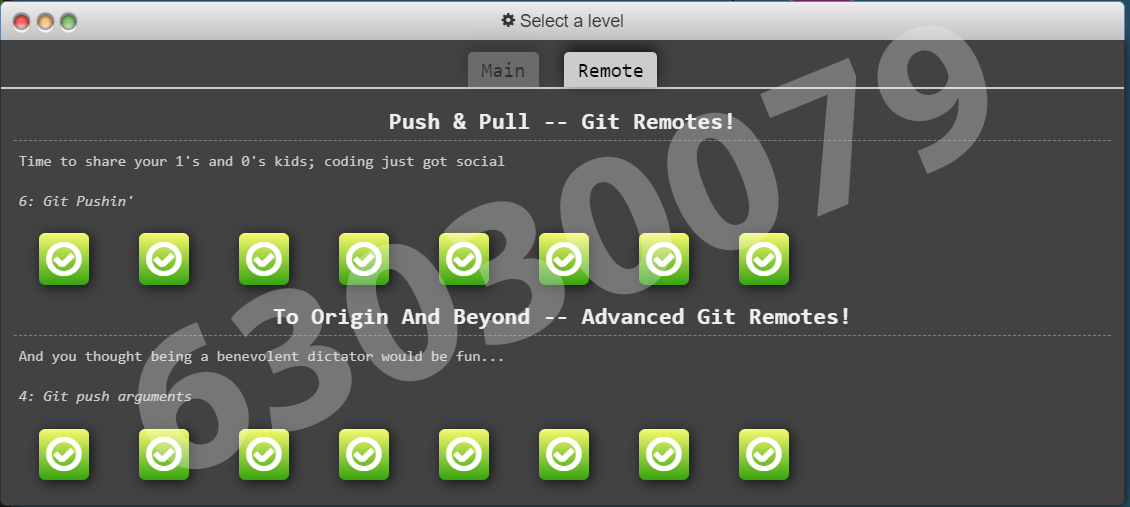 Select a level
Main
Remote
Push & Pull -- Git Remotes!
Time to share your 1's and 0's kids; coding just got social
6: Git Pushin'
To Origin And Beyond -- Advanced Git Remotes!
And you thought being a benevolent dictator would be fun...
4: Git push arguments
63030079